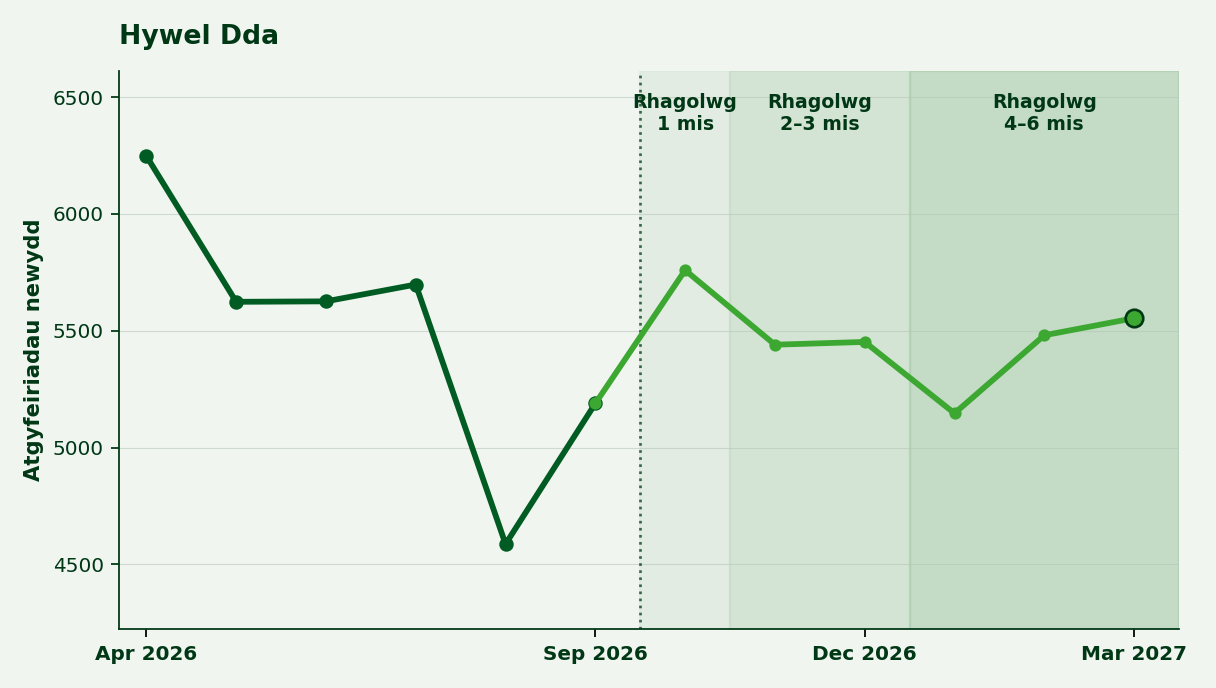 Hywel Dda
Rhagolwg
1 mis
Rhagolwg
2–3 mis
Rhagolwg
4–6 mis
Atgyfeiriadau newydd
6500
6000
5500
5000
4500
Apr 2026
Sep 2026
Dec 2026
Mar 2027